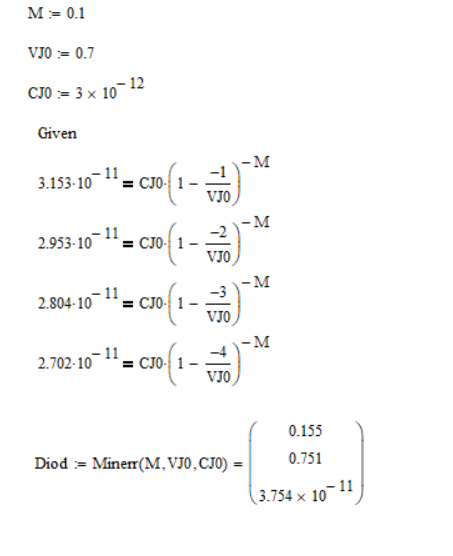 M := 0.1
VJ0 := 0.7
CJ0 := 3 × 10^-12
Given
3.153·10^-11 = CJ0·(1 - -1/VJ0)^-M
2.953·10^-11 = CJ0·(1 - -2/VJ0)^-M
2.804·10^-11 = CJ0·(1 - -3/VJ0)^-M
2.702·10^-11 = CJ0·(1 - -4/VJ0)^-M
Diod := Minerr(M,VJ0,CJ0) = (0.155
0.751
3.754 × 10^-11)